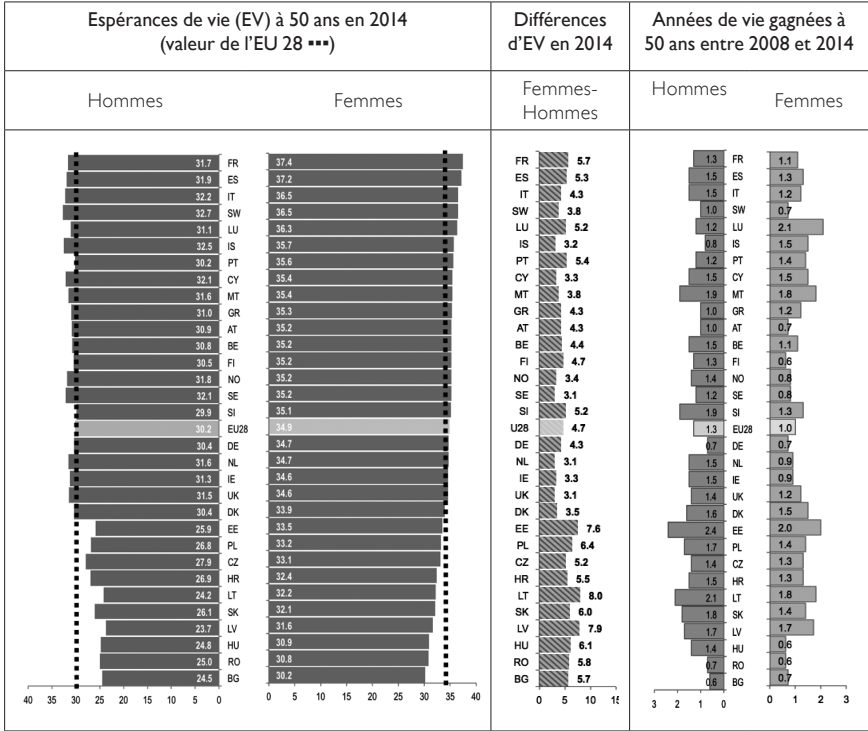 Espérances de vie (EV) à 50 ans en 2014
(valeur de l'EU 28 ▪▪▪)
Différences
d'EV en 2014
Années de vie gagnées à
50 ans entre 2008 et 2014
Hommes
Femmes
Femmes-
Hommes
Hommes
Femmes
31.7 FR 37.4 FR 5.7 1.3 FR 1.1
31.9 ES 37.2 ES 5.3 1.5 ES 1.3
32.2 IT 36.5 IT 4.3 1.5 IT 1.2
32.7 SW 36.5 SW 3.8 1.0 SW 0.7
31.1 LU 36.3 LU 5.2 1.2 LU 2.1
32.5 IS 35.7 IS 3.2 0.8 IS 1.5
30.2 PT 35.6 PT 5.4 1.2 PT 1.4
32.1 CY 35.4 CY 3.3 1.5 CY 1.5
31.6 MT 35.4 MT 3.8 1.9 MT 1.8
31.0 GR 35.3 GR 4.3 1.0 GR 1.2
30.9 AT 35.2 AT 4.3 1.0 AT 0.7
30.8 BE 35.2 BE 4.4 1.5 BE 1.1
30.5 FI 35.2 FI 4.7 1.3 FI 0.6
31.8 NO 35.2 NO 3.4 1.4 NO 0.8
32.1 SE 35.2 SE 3.1 1.2 SE 0.8
29.9 SI 35.1 SI 5.2 1.9 SI 1.3
30.2 EU28 34.9 U28 4.7 1.3 EU28 1.0
30.4 DE 34.7 DE 4.3 0.7 DE 0.7
31.6 NL 34.7 NL 3.1 1.5 NL 0.9
31.3 IE 34.6 IE 3.3 1.5 IE 0.9
31.5 UK 34.6 UK 3.1 1.4 UK 1.2
30.4 DK 33.9 DK 3.5 1.6 DK 1.5
25.9 EE 33.5 EE 7.6 2.4 EE 2.0
26.8 PL 33.2 PL 6.4 1.7 PL 1.4
27.9 CZ 33.1 CZ 5.2 1.4 CZ 1.3
26.9 HR 32.4 HR 5.5 1.5 HR 1.3
24.2 LT 32.2 LT 8.0 2.1 LT 1.8
26.1 SK 32.1 SK 6.0 1.8 SK 1.4
23.7 LV 31.6 LV 7.9 1.7 LV 1.7
24.8 HU 30.9 HU 6.1 1.4 HU 0.6
25.0 RO 30.8 RO 5.8 0.7 RO 0.6
24.5 BG 30.2 BG 5.7 0.6 BG 0.7
40 30 20 10 0 0 5 10 15 20 25 30 35 40 0 5 10 15 3 2 1 0 0 1 2 3